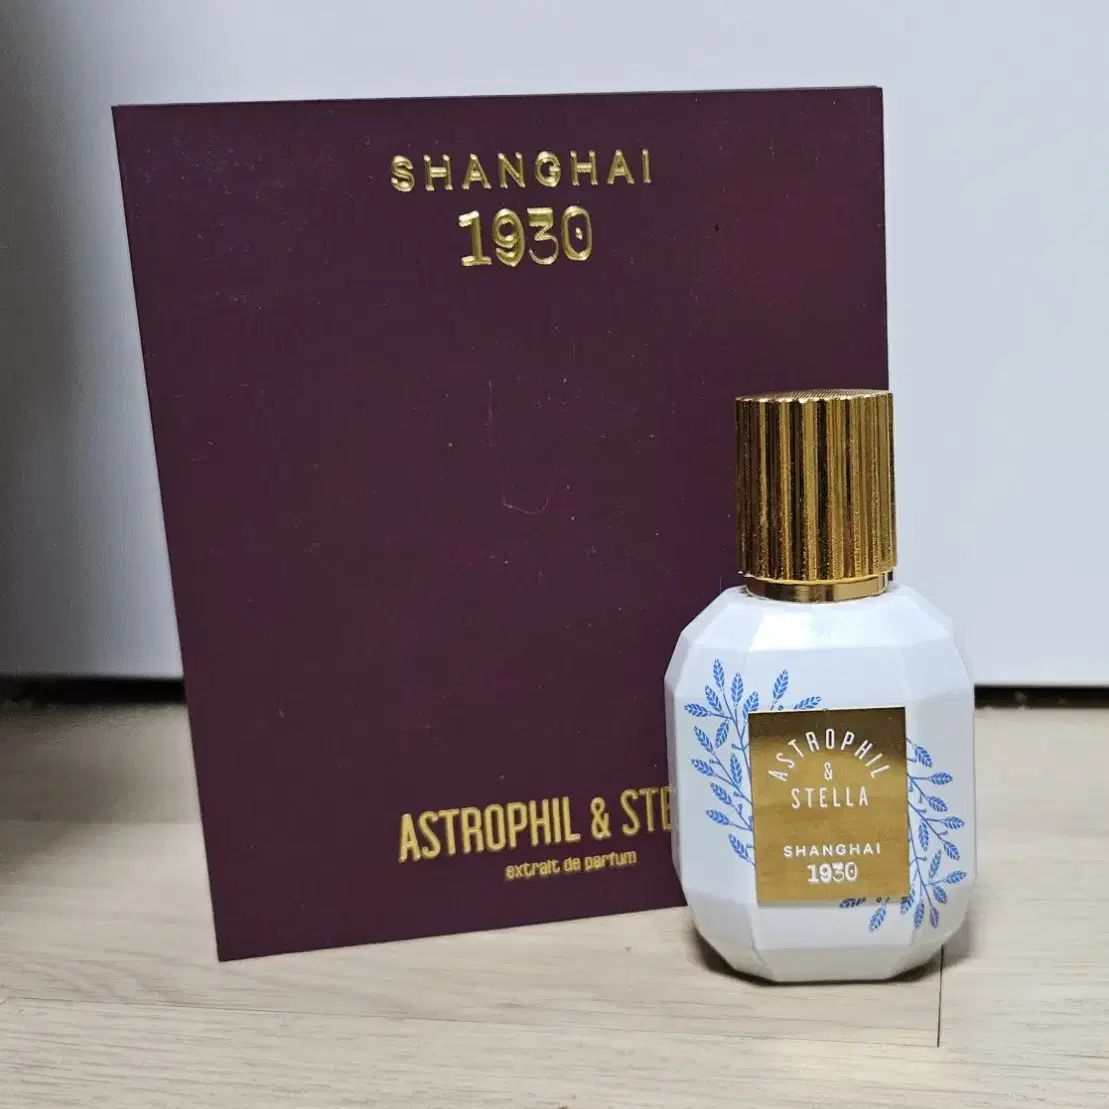 SHANGHAI
1930
ASTROPHIL & STE
extrait de parfum
ASTROPHIL
&
STELLA
SHANGHAI
1930